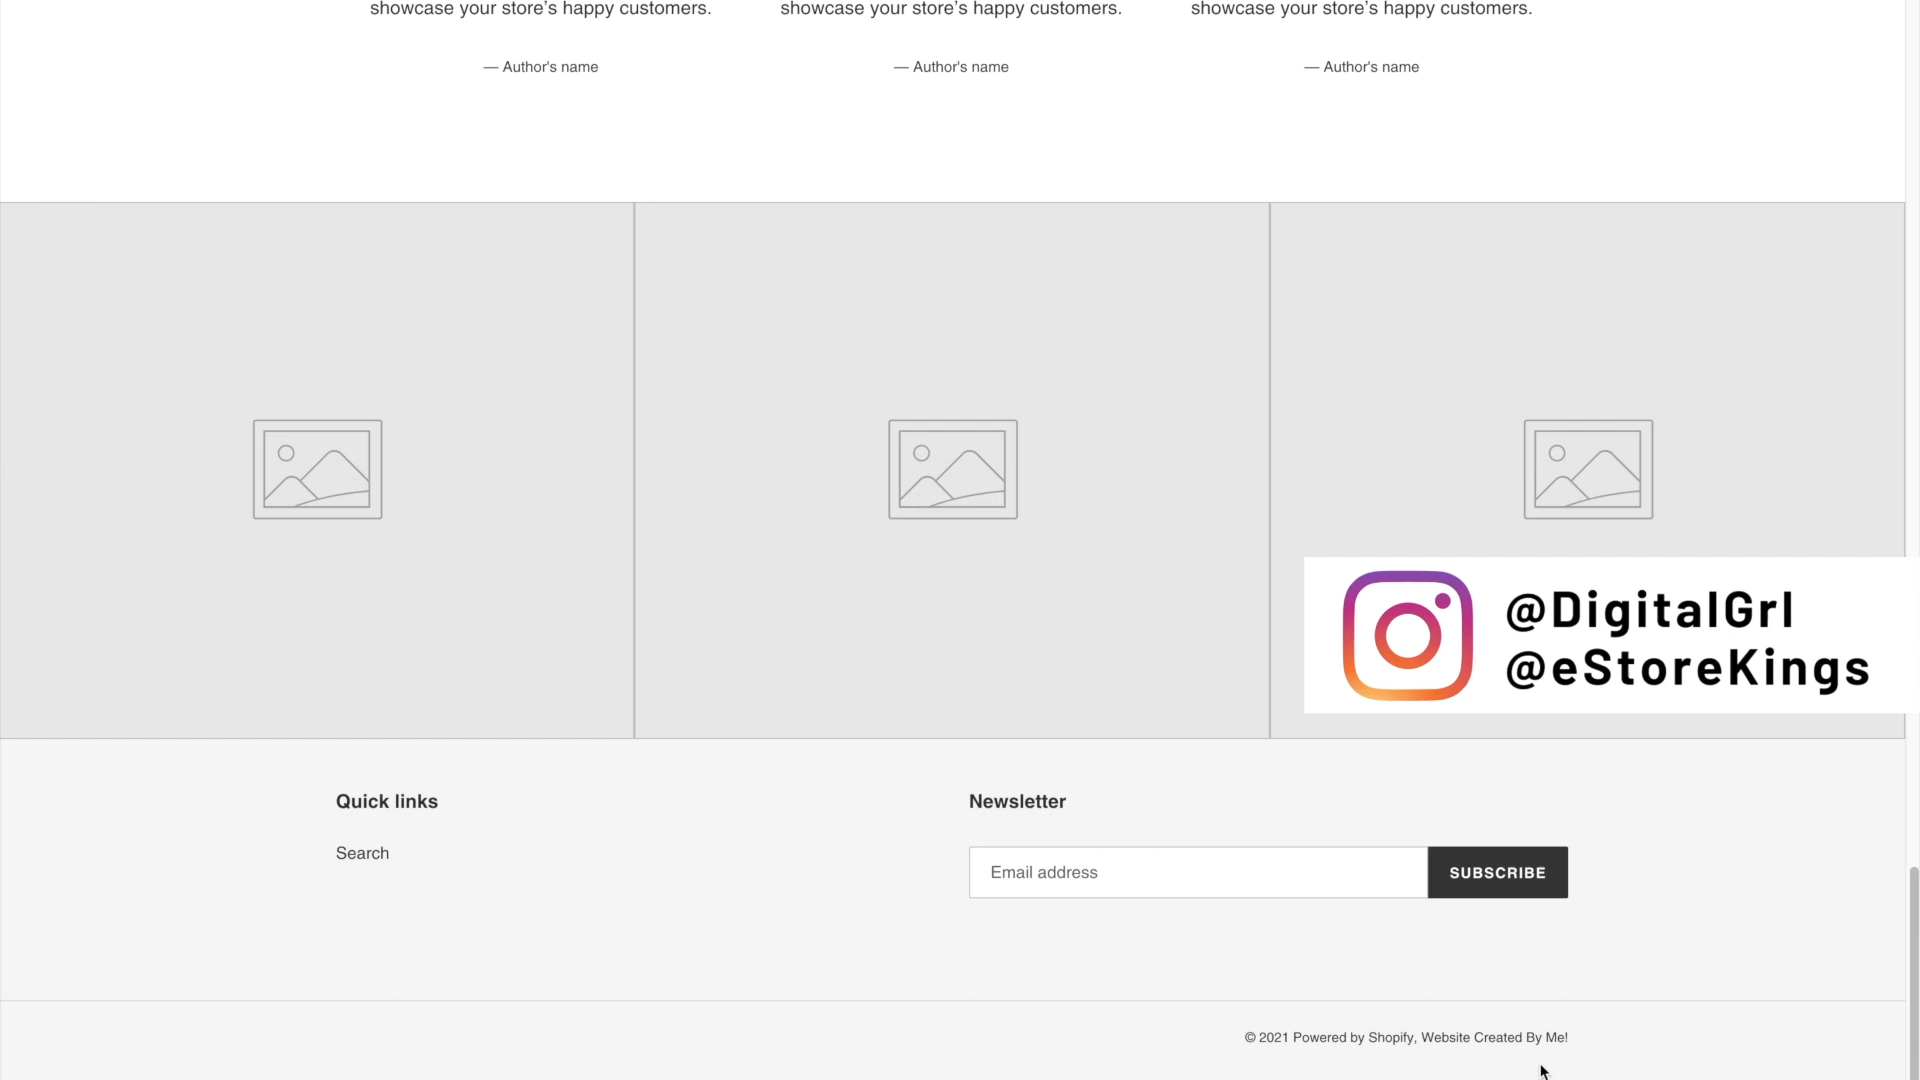 showcase your store’s happy customers. showcase your store’s happy customers. showcase your store’s happy customers.
— Author's name — Author's name — Author's name
@DigitalGrl
@eStoreKings
Quick links
Search
Newsletter
Email address SUBSCRIBE
© 2021 Powered by Shopify, Website Created By Me!